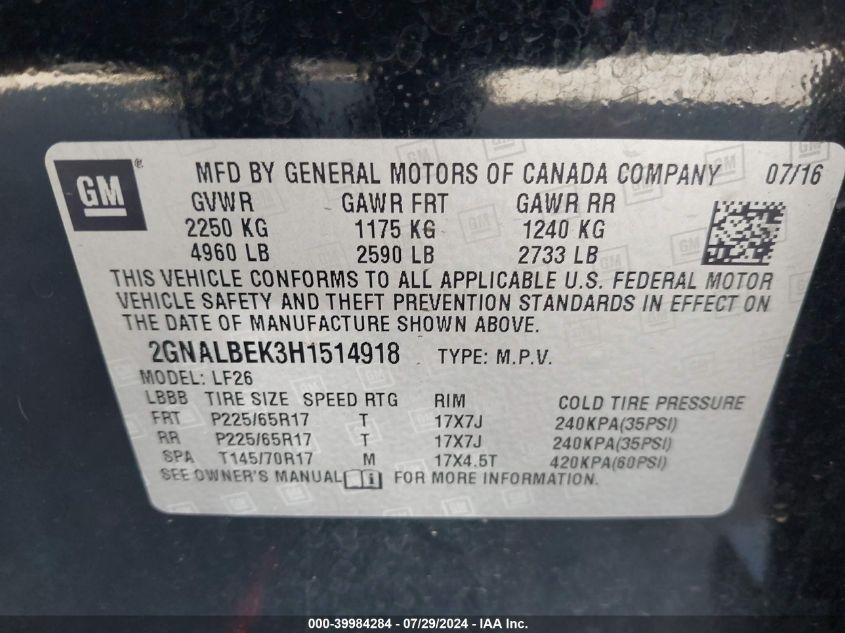 GM® MFD BY GENERAL MOTORS OF CANADA COMPANY 07/16
GVWR GAWR FRT GAWR RR
2250 KG 1175 KG 1240 KG
4960 LB 2590 LB 2733 LB
THIS VEHICLE CONFORMS TO ALL APPLICABLE U.S. FEDERAL MOTOR
VEHICLE SAFETY AND THEFT PREVENTION STANDARDS IN EFFECT ON
THE DATE OF MANUFACTURE SHOWN ABOVE.
2GNALBEK3H1514918 TYPE: M.P.V.
MODEL: LF26
LBBB TIRE SIZE SPEED RTG RIM COLD TIRE PRESSURE
FRT P225/65R17 T 17X7J 240KPA(35PSI)
RR P225/65R17 T 17X7J 240KPA(35PSI)
SPA T145/70R17 M 17X4.5T 420KPA(60PSI)
SEE OWNER'S MANUAL FOR MORE INFORMATION.
000-39984284 - 07/29/2024 - IAA Inc.